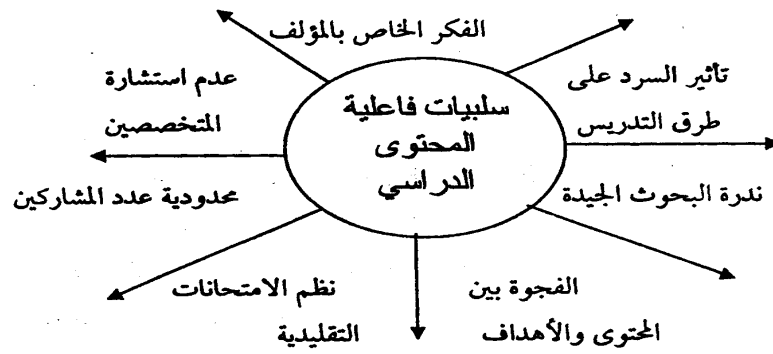 الفكر الخاص بالمؤلف
تأثير السرد على
طرق التدريس
ندرة البحوث الجيدة
الفجوة بين
المحتوى والأهداف
نظم الامتحانات
التقليدية
محدودية عدد المشاركين
عدم استشارة
المتخصصين
سلبيات فاعلية
المحتوى
الدراسي